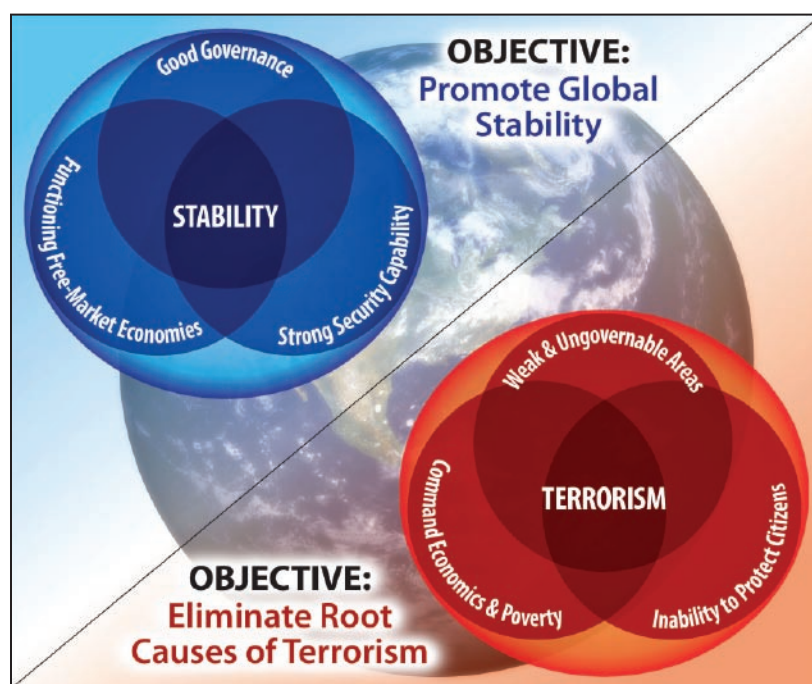 Good Governance
Functioning Free-Market Economies
STABILITY
Strong Security Capability
OBJECTIVE:
Promote Global
Stability
Weak & Ungovernable Areas
Command Economics & Poverty
TERRORISM
Inability to Protect Citizens
OBJECTIVE:
Eliminate Root
Causes of Terrorism